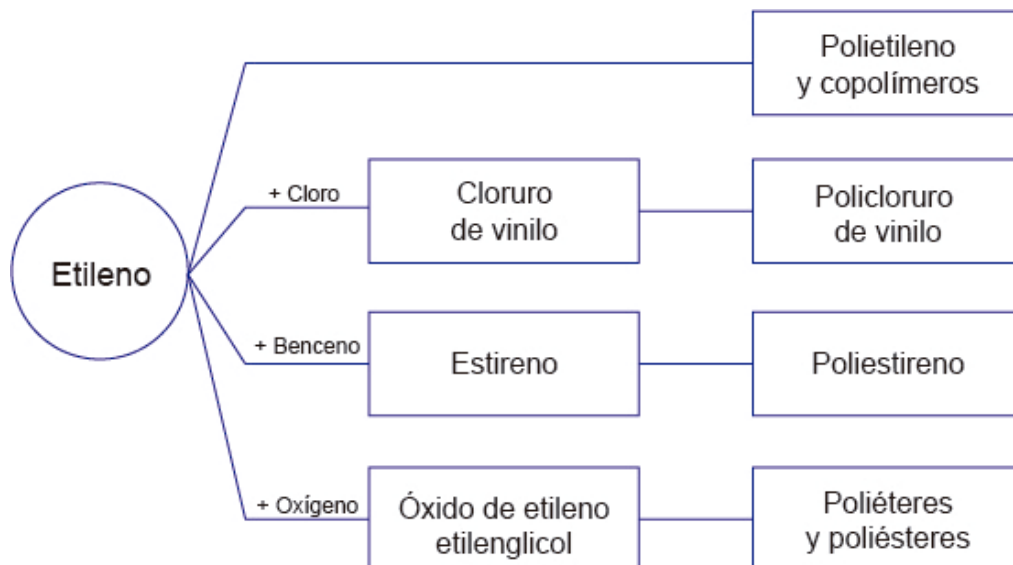 Etileno
Polietileno
y copolímeros
+ Cloro
Cloruro
de vinilo
Policloruro
de vinilo
+ Benceno
Estireno
Poliestireno
+ Oxígeno
Óxido de etileno
etilenglicol
Poliéteres
y poliésteres